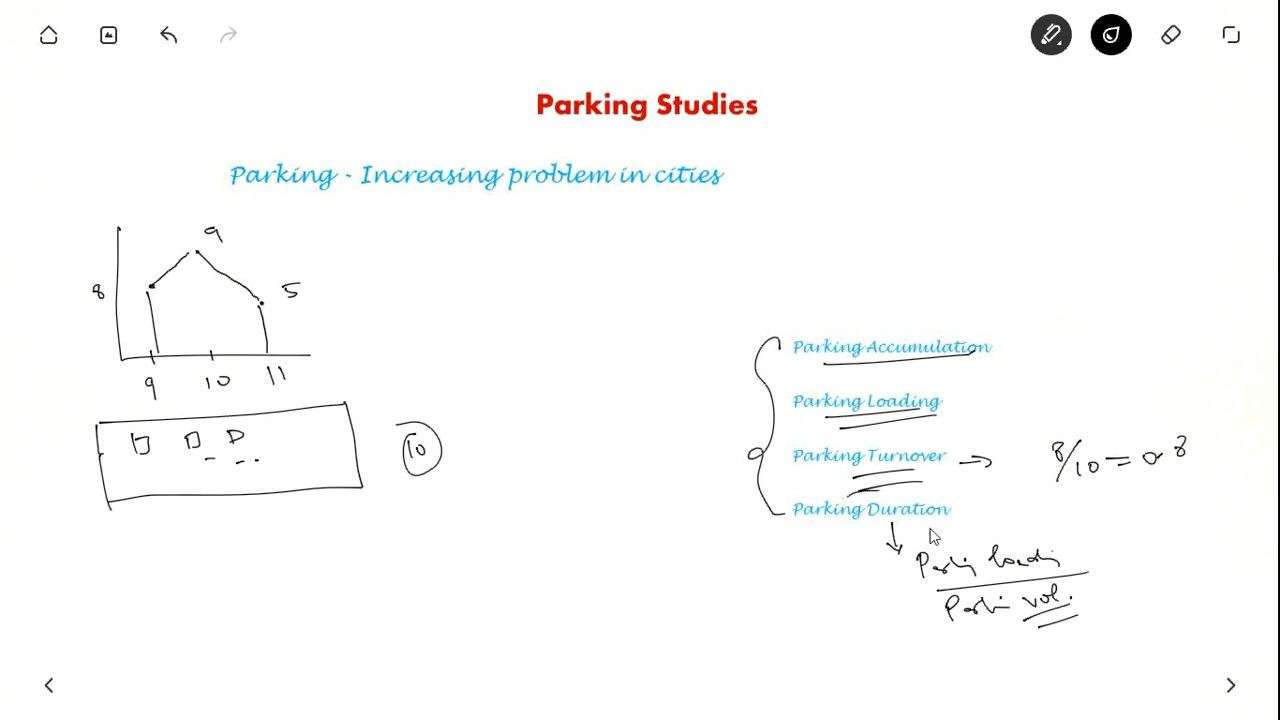 Parking Studies
Parking - Increasing problem in cities
9
8
5
9 10 11
10
Parking Accumulation
Parking Loading
Parking Turnover → 8/10 = 0.8
Parking Duration
Parking loading
Parking vol.